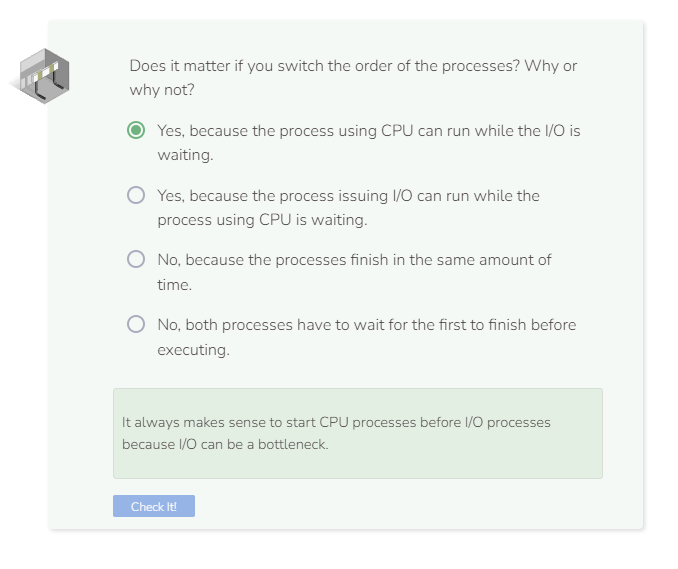 Does it matter if you switch the order of the processes? Why or
why not?
Yes, because the process using CPU can run while the I/O is
waiting.
Yes, because the process issuing I/O can run while the
process using CPU is waiting.
No, because the processes finish in the same amount of
time.
No, both processes have to wait for the first to finish before
executing.
It always makes sense to start CPU processes before I/O processes
because I/O can be a bottleneck.
Check It!